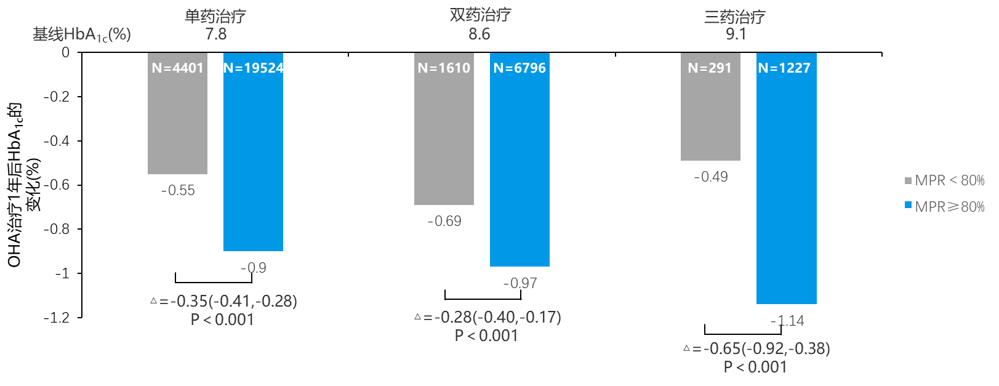 单药治疗
双药治疗
三药治疗
基线HbA1c(%)
7.8
8.6
9.1
0
-0.2
-0.4
-0.6
-0.8
-1
-1.2
OHA治疗1年后HbA1c的
变化(%)
N=4401
N=19524
N=1610
N=6796
N=291
N=1227
-0.55
-0.9
-0.69
-0.97
-0.49
-1.14
△=-0.35(-0.41,-0.28)
P<0.001
△=-0.28(-0.40,-0.17)
P<0.001
△=-0.65(-0.92,-0.38)
P<0.001
MPR<80%
MPR≥80%